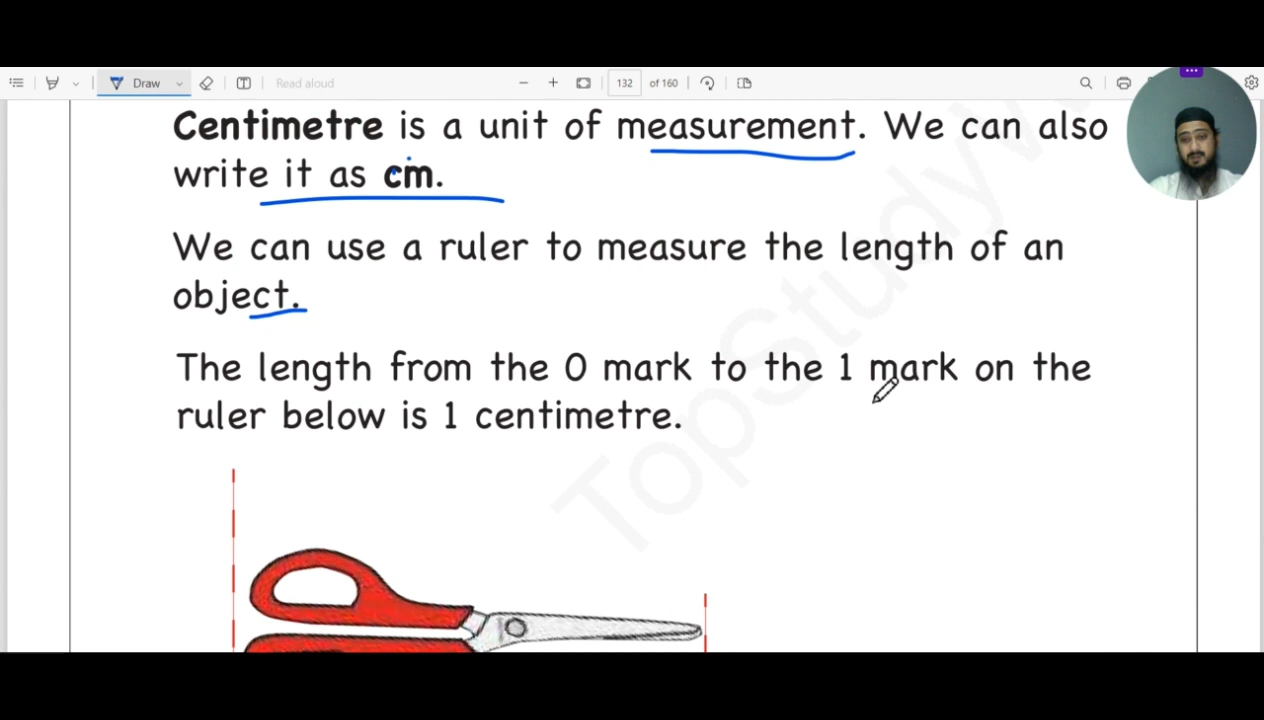 Draw
Read aloud
132 of 160
Centimetre is a unit of measurement. We can also
write it as cm.
We can use a ruler to measure the length of an
object.
The length from the 0 mark to the 1 mark on the
ruler below is 1 centimetre.